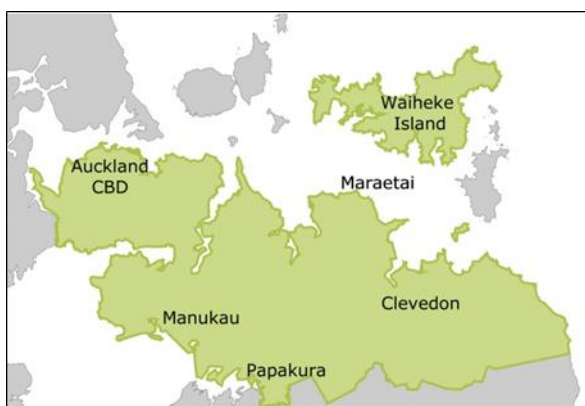 Waiheke
Island
Auckland
CBD
Maraetai
Clevedon
Manukau
Papakura